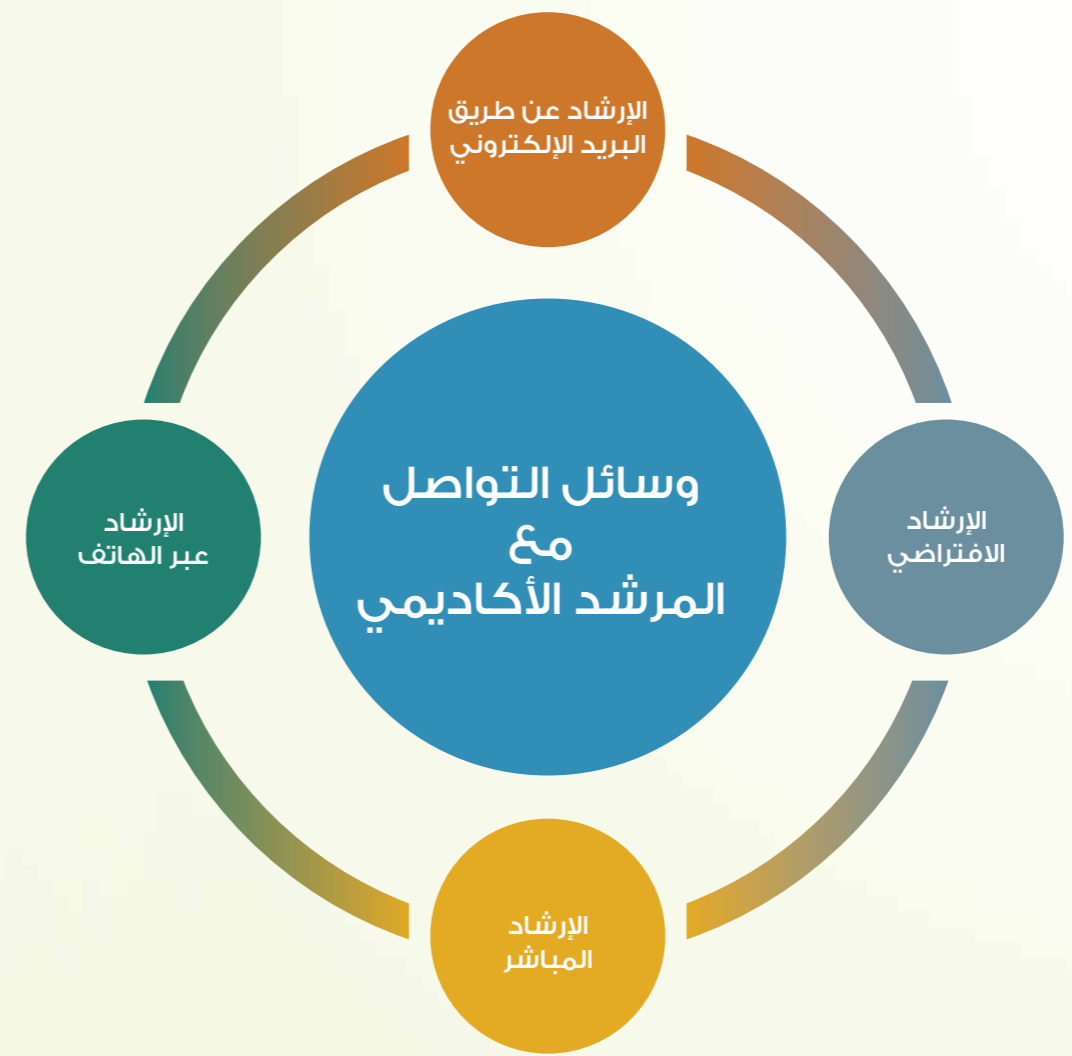 الإرشاد عن طريق
البريد الإلكتروني
وسائل التواصل
مع
المرشد الأكاديمي
الإرشاد
الافتراضي
الإرشاد
عبر الهاتف
الإرشاد
المباشر